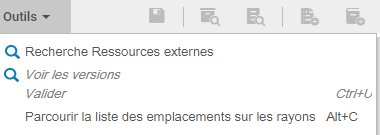 Outils
Recherche Ressources externes
Voir les versions
Valider Ctrl+U
Parcourir la liste des emplacements sur les rayons Alt+C